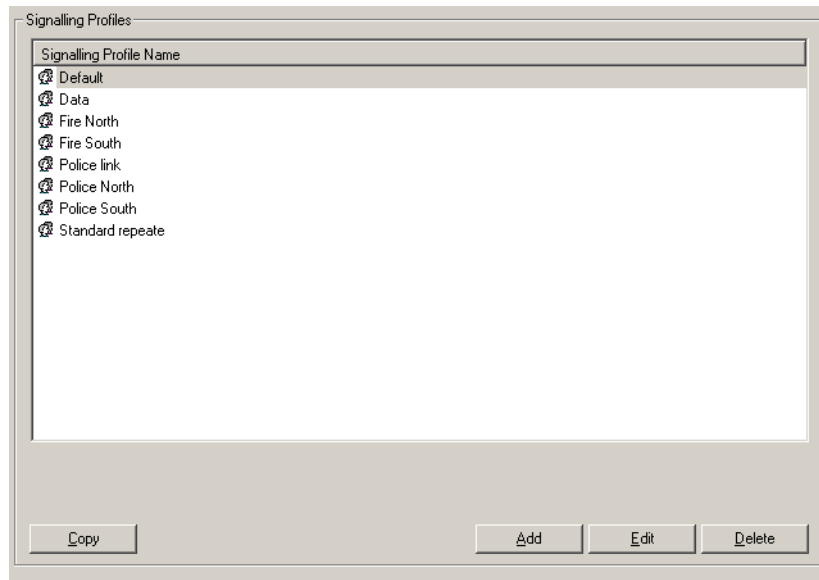 Signalling Profiles
Signalling Profile Name
Default
Data
Fire North
Fire South
Police link
Police North
Police South
Standard repeate
Copy Add Edit Delete